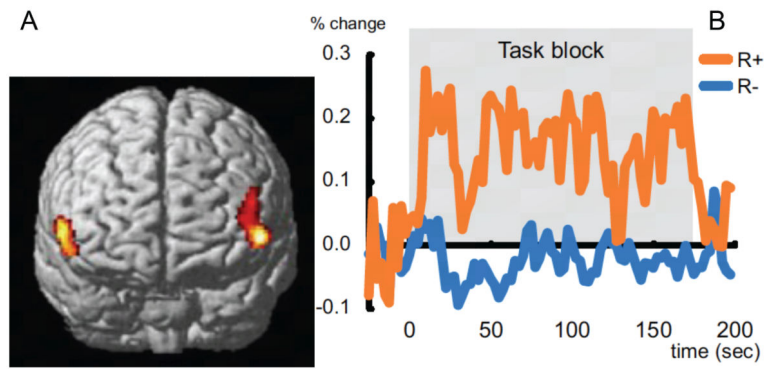 A
% change
B
0.3
Task block
R+
R-
0.2
0.1
0.0
-0.1
0 50 100 150 200
time (sec)